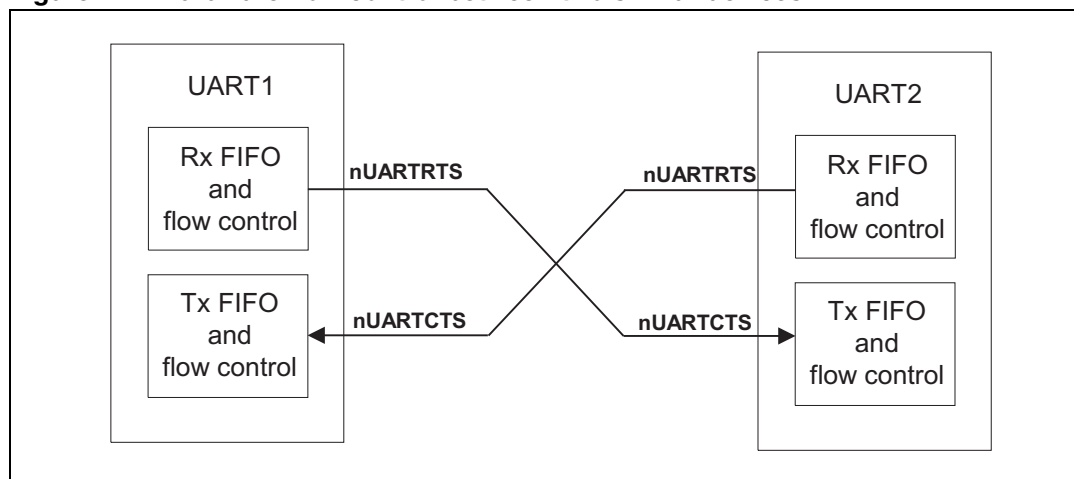 UART1
UART2
Rx FIFO
and
flow control
nUARTRTS
nUARTRTS
Rx FIFO
and
flow control
Tx FIFO
and
flow control
nUARTCTS
nUARTCTS
Tx FIFO
and
flow control